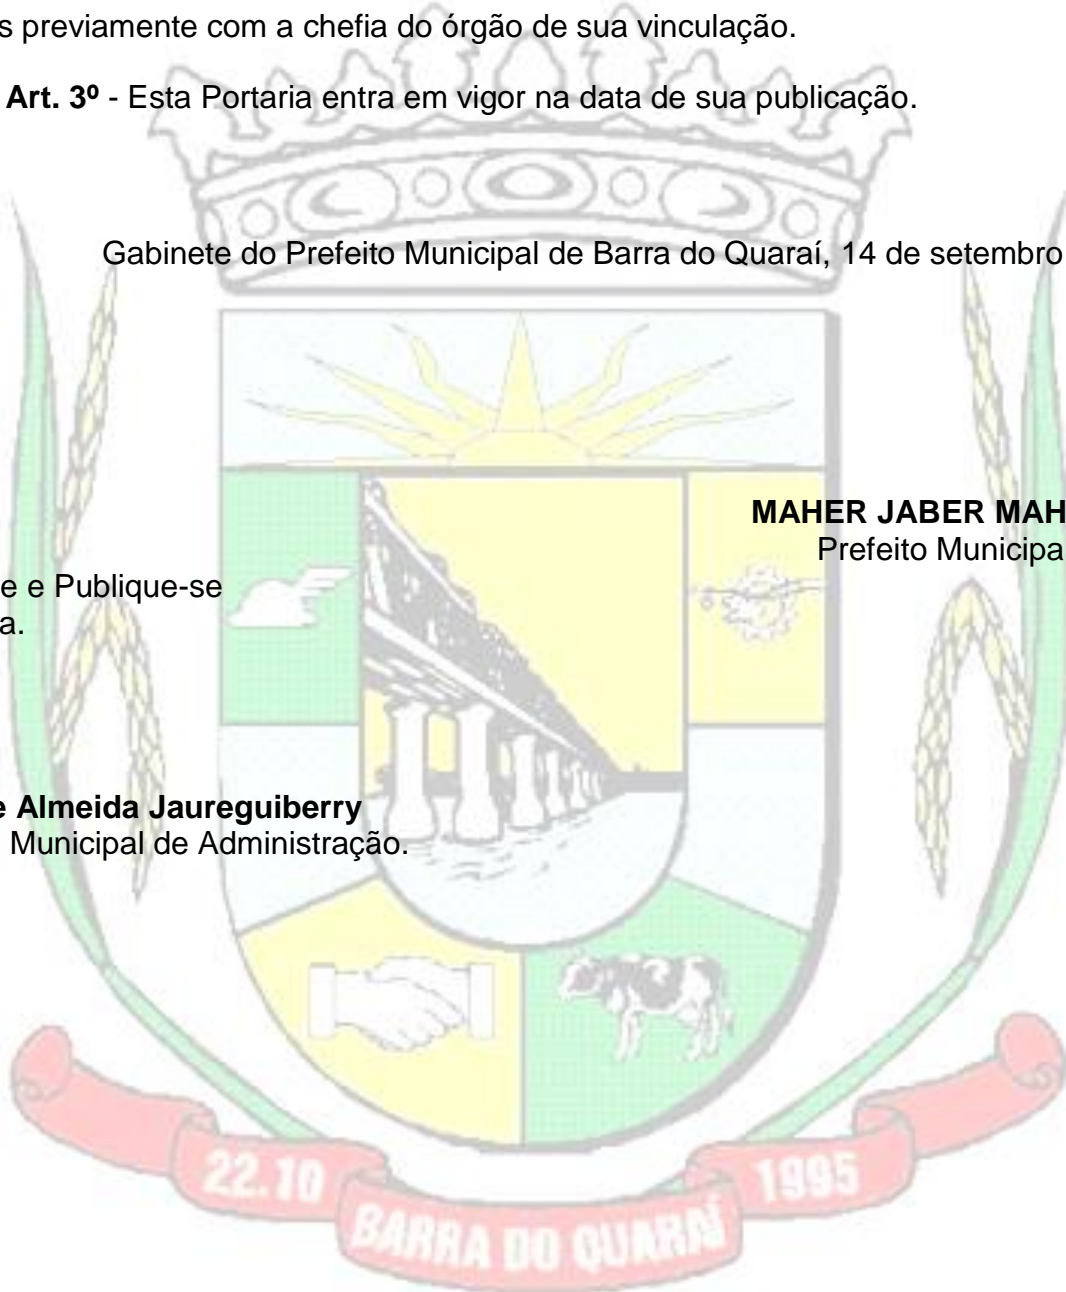 s previamente com a chefia do órgão de sua vinculação.
Art. 3º - Esta Portaria entra em vigor na data de sua publicação.
Gabinete do Prefeito Municipal de Barra do Quaraí, 14 de setembro
MAHER JABER MAH
Prefeito Municipa
e e Publique-se
a.
e Almeida Jaureguiberry
Municipal de Administração.
22.10
BARRA DO QUARAÍ
1995